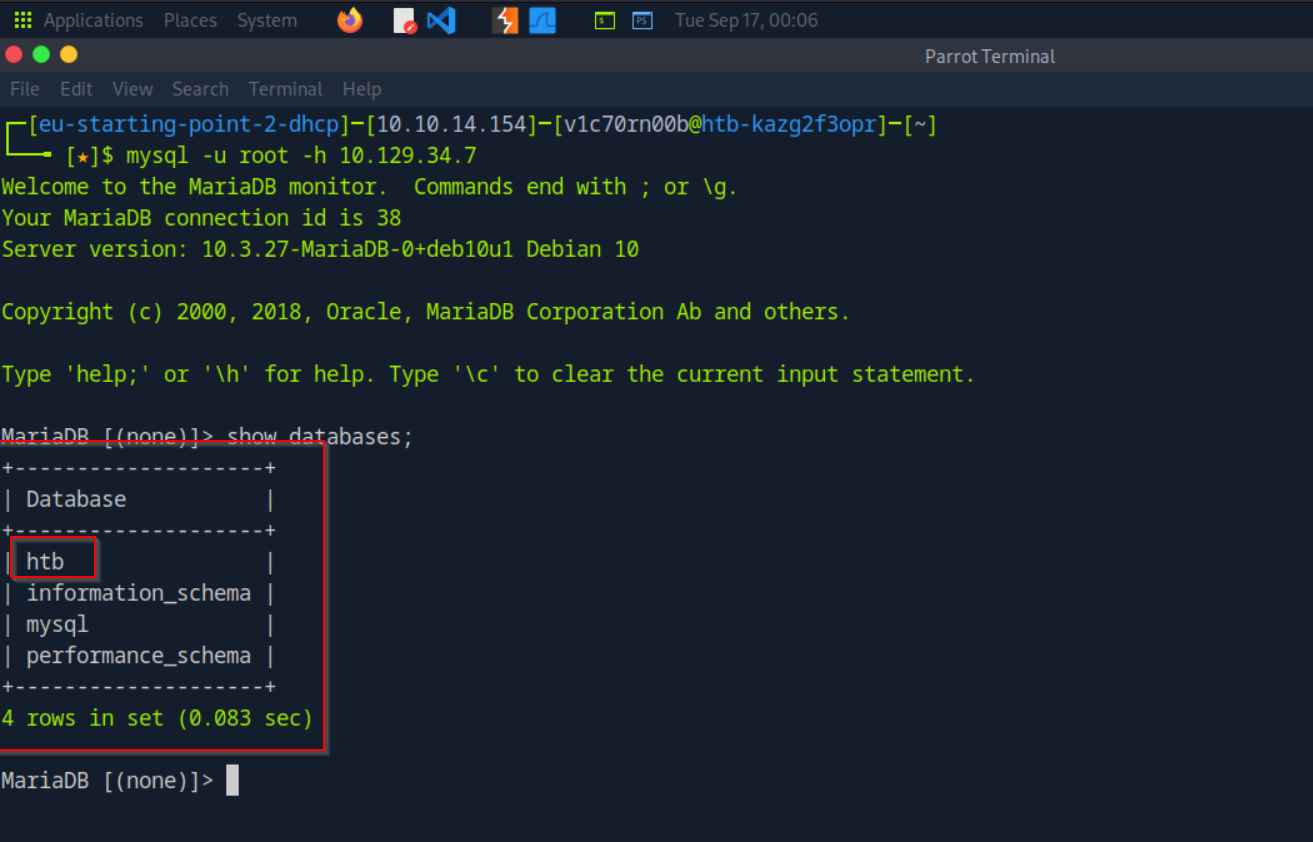 Applications Places System Tue Sep 17, 00:06
Parrot Terminal
File Edit View Search Terminal Help
┌─[eu-starting-point-2-dhcp]─[10.10.14.154]─[v1c70rn00b@htb-kazg2f3opr]─[~]
└──╼ [★]$ mysql -u root -h 10.129.34.7
Welcome to the MariaDB monitor.  Commands end with ; or \g.
Your MariaDB connection id is 38
Server version: 10.3.27-MariaDB-0+deb10u1 Debian 10
Copyright (c) 2000, 2018, Oracle, MariaDB Corporation Ab and others.
Type 'help;' or '\h' for help. Type '\c' to clear the current input statement.
MariaDB [(none)]> show databases;
+--------------------+
| Database           |
+--------------------+
| htb                |
| information_schema |
| mysql              |
| performance_schema |
+--------------------+
4 rows in set (0.083 sec)
MariaDB [(none)]>